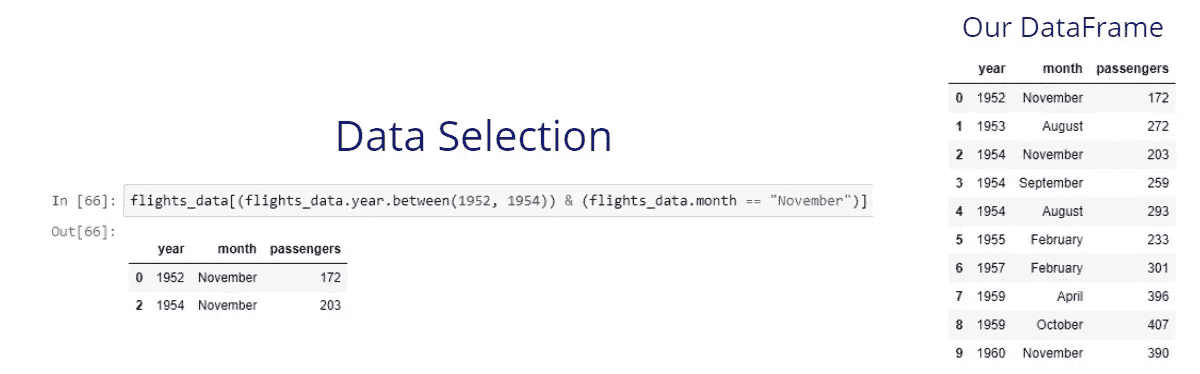 Data Selection
In [66]: flights_data[(flights_data.year.between(1952, 1954)) & (flights_data.month == "November")]
Out[66]:
year month passengers
0 1952 November 172
2 1954 November 203
Our DataFrame
year month passengers
0 1952 November 172
1 1953 August 272
2 1954 November 203
3 1954 September 259
4 1954 August 293
5 1955 February 233
6 1957 February 301
7 1959 April 396
8 1959 October 407
9 1960 November 390